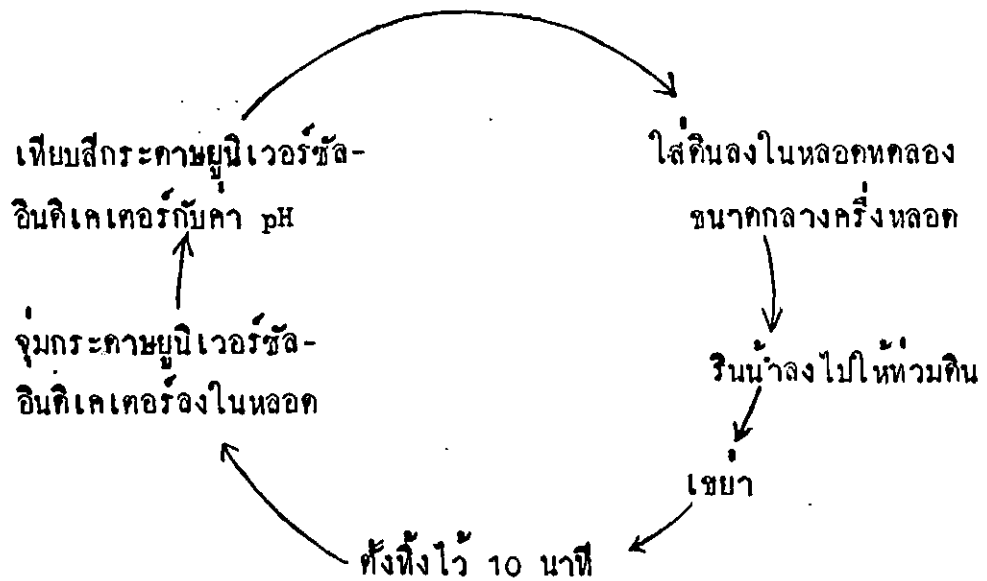 เทียบสีกระดาษยูนิเวอร์ซัล-
อินดิเคเตอร์กับค่า pH
ใส่ดินลงในหลอดทดลอง
ขนาดกลางครึ่งหลอด
รินน้ำลงไปให้ท่วมดิน
เขย่า
ตั้งทิ้งไว้ 10 นาที
จุ่มกระดาษยูนิเวอร์ซัล-
อินดิเคเตอร์ลงในหลอด